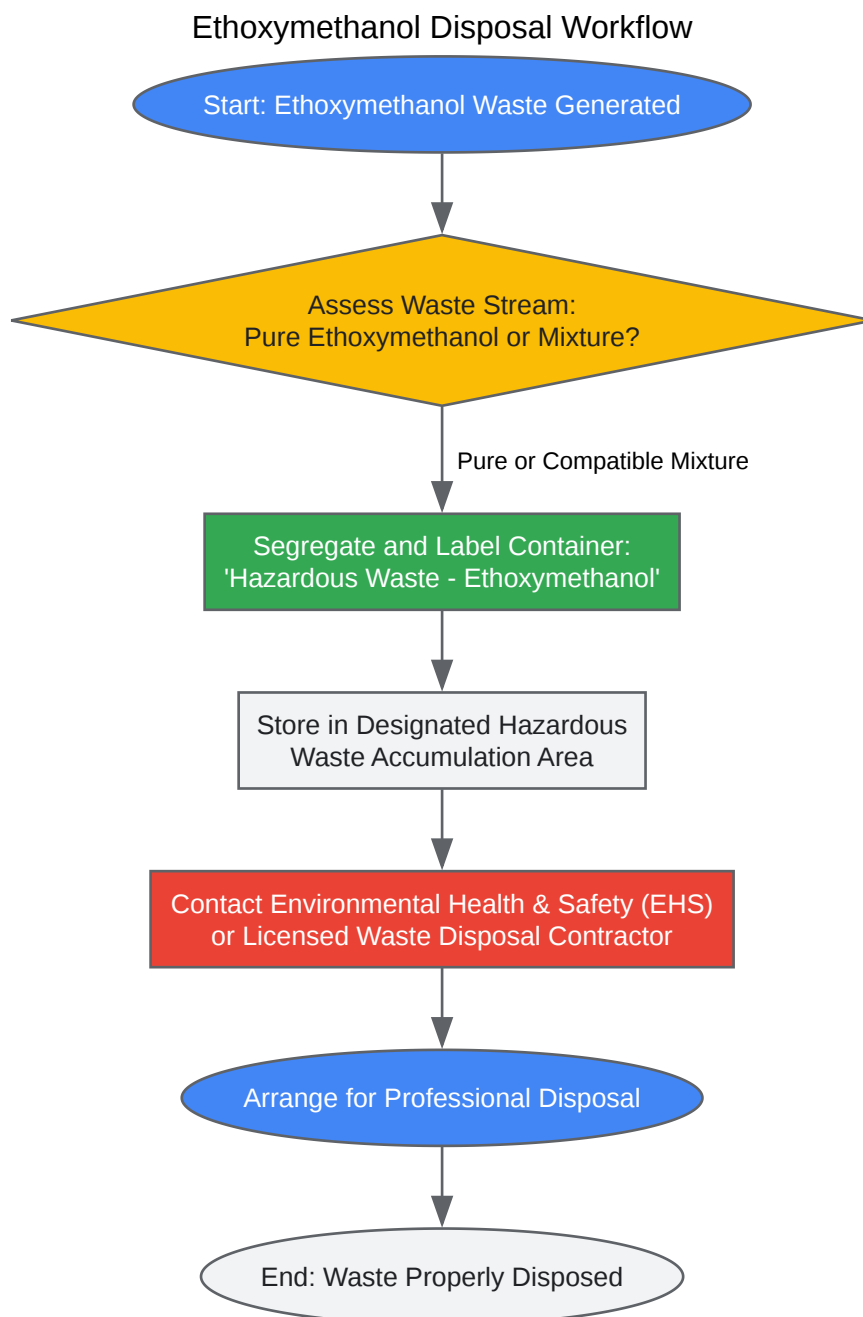 Ethoxymethanol Disposal Workflow
Start: Ethoxymethanol Waste Generated
Assess Waste Stream:
Pure Ethoxymethanol or Mixture?
Pure or Compatible Mixture
Segregate and Label Container:
'Hazardous Waste - Ethoxymethanol'
Store in Designated Hazardous
Waste Accumulation Area
Contact Environmental Health & Safety (EHS)
or Licensed Waste Disposal Contractor
Arrange for Professional Disposal
End: Waste Properly Disposed